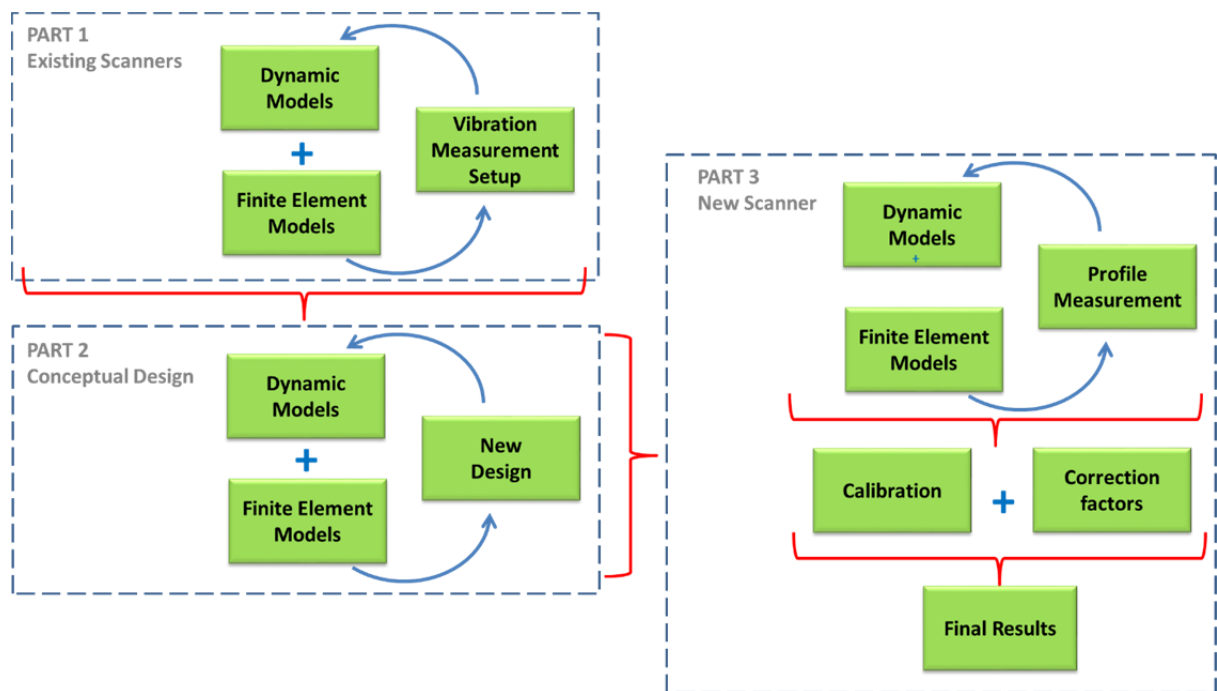 PART 1
Existing Scanners
Dynamic
Models
+
Finite Element
Models
Vibration
Measurement
Setup
PART 2
Conceptual Design
Dynamic
Models
+
Finite Element
Models
New
Design
PART 3
New Scanner
Dynamic
Models
+
Finite Element
Models
Profile
Measurement
Calibration
+
Correction
factors
Final Results